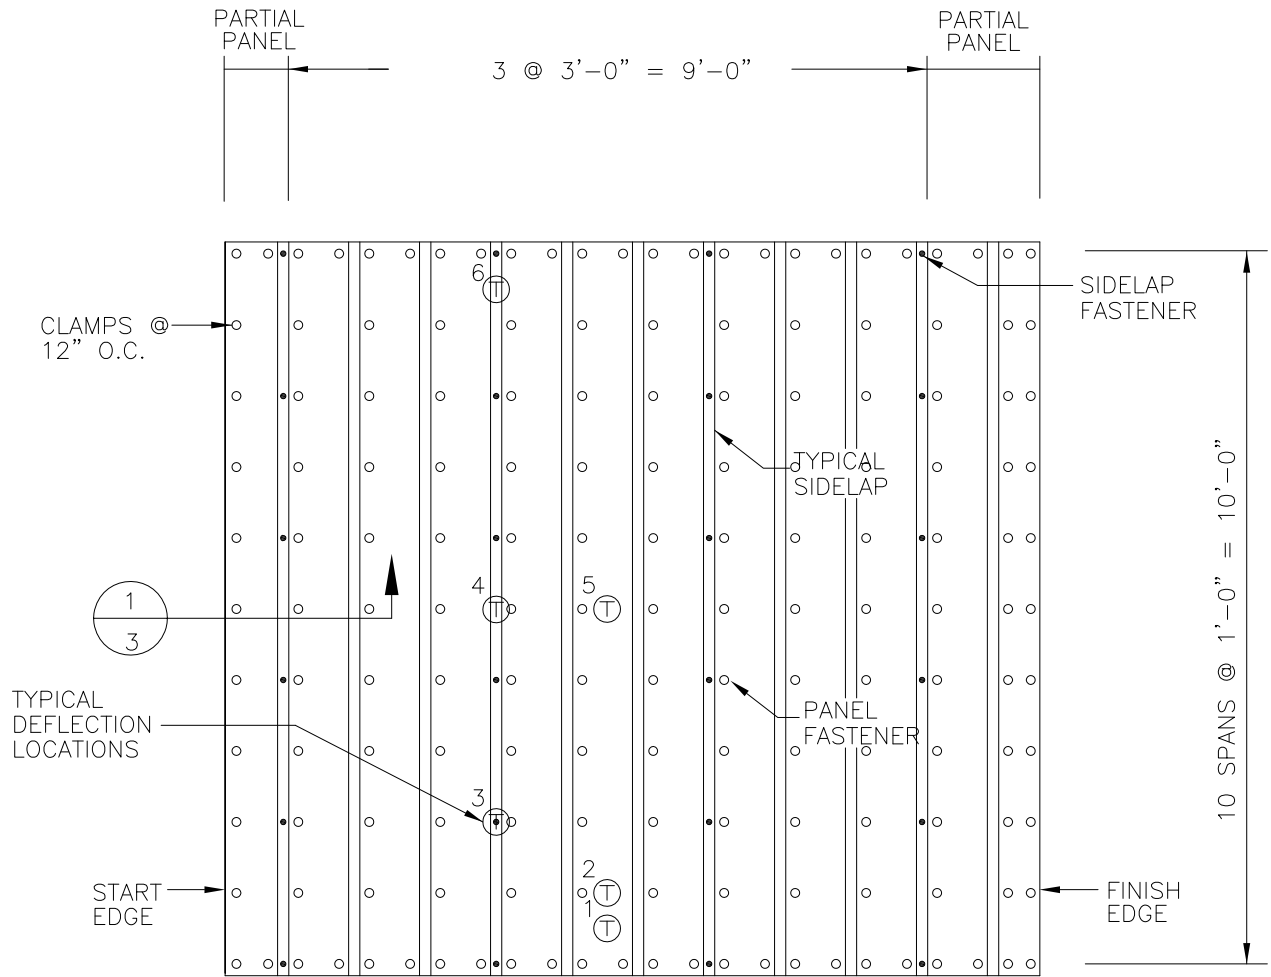 PARTIAL
PANEL
3 @ 3'-0" = 9'-0"
PARTIAL
PANEL
6
T
SIDELAP
FASTENER
CLAMPS @
12" O.C.
TYPICAL
SIDELAP
10 SPANS @ 1'-0" = 10'-0"
1
3
4
T
5
T
TYPICAL
DEFLECTION
LOCATIONS
PANEL
FASTENER
3
T
2
T
1
T
START
EDGE
FINISH
EDGE